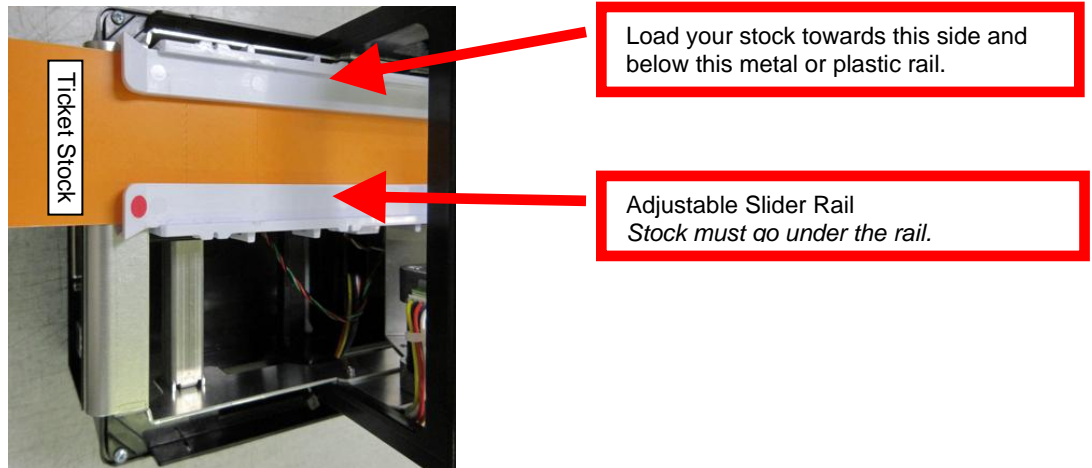 Load your stock towards this side and
below this metal or plastic rail.
Ticket Stock
Adjustable Slider Rail
Stock must go under the rail.